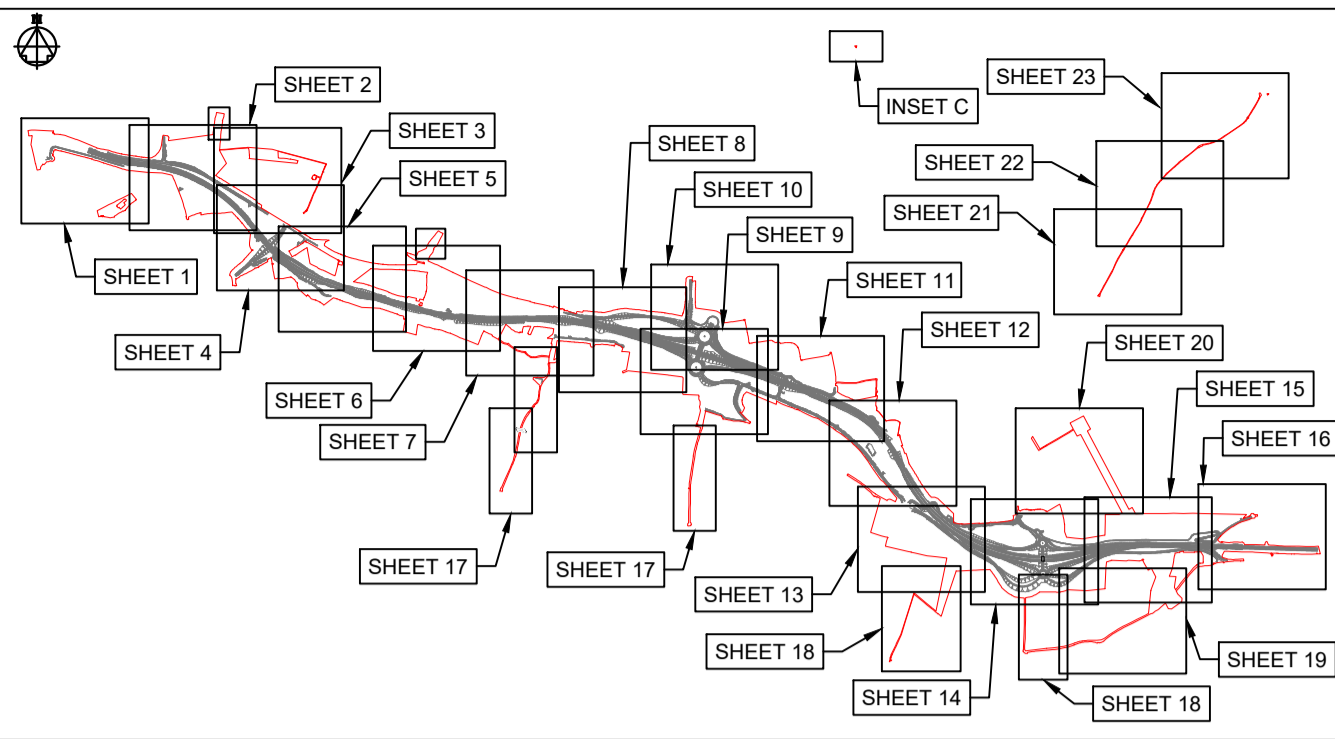 SHEET 2
SHEET 3
SHEET 5
SHEET 8
SHEET 10
SHEET 9
SHEET 11
SHEET 12
INSET C
SHEET 23
SHEET 22
SHEET 21
SHEET 20
SHEET 15
SHEET 16
SHEET 1
SHEET 4
SHEET 6
SHEET 7
SHEET 17
SHEET 17
SHEET 13
SHEET 18
SHEET 14
SHEET 18
SHEET 19